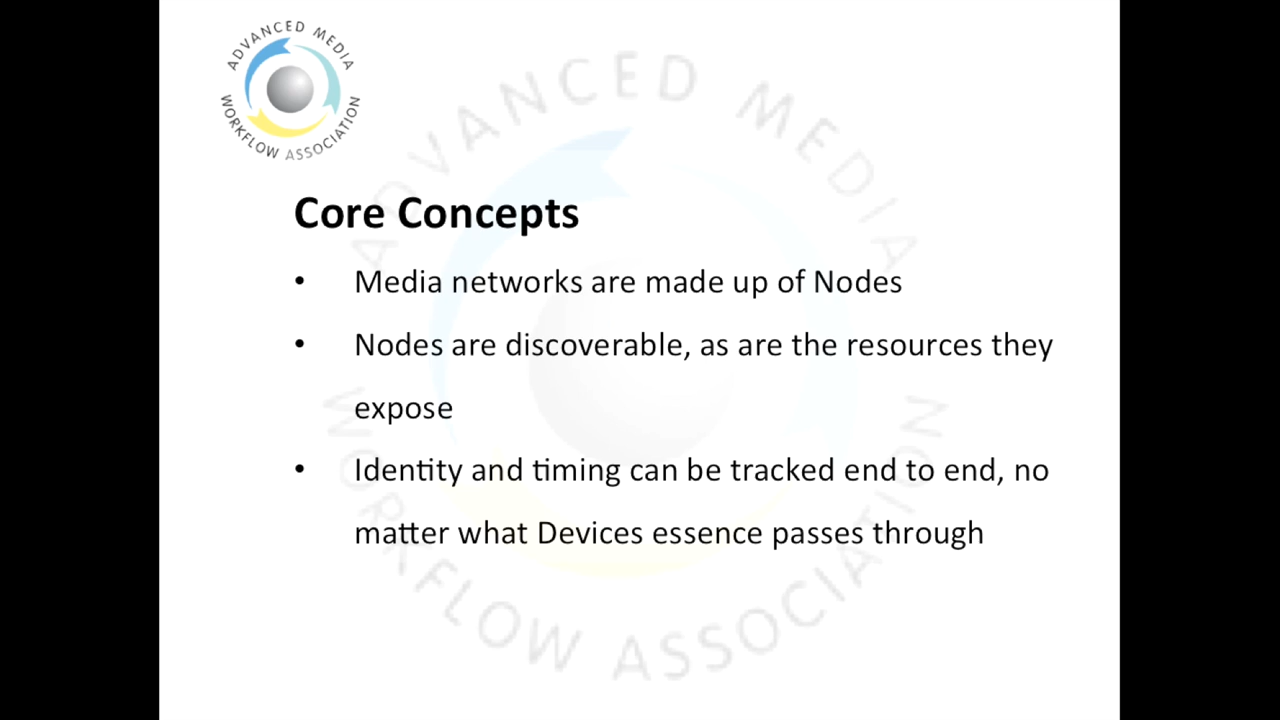 ADVANCED MEDIA
WORKFLOW ASSOCIATION
ADVANCED MEDIA
WORKFLOW ASSOCIATION
Core Concepts
• Media networks are made up of Nodes
• Nodes are discoverable, as are the resources they
expose
• Identity and timing can be tracked end to end, no
matter what Devices essence passes through